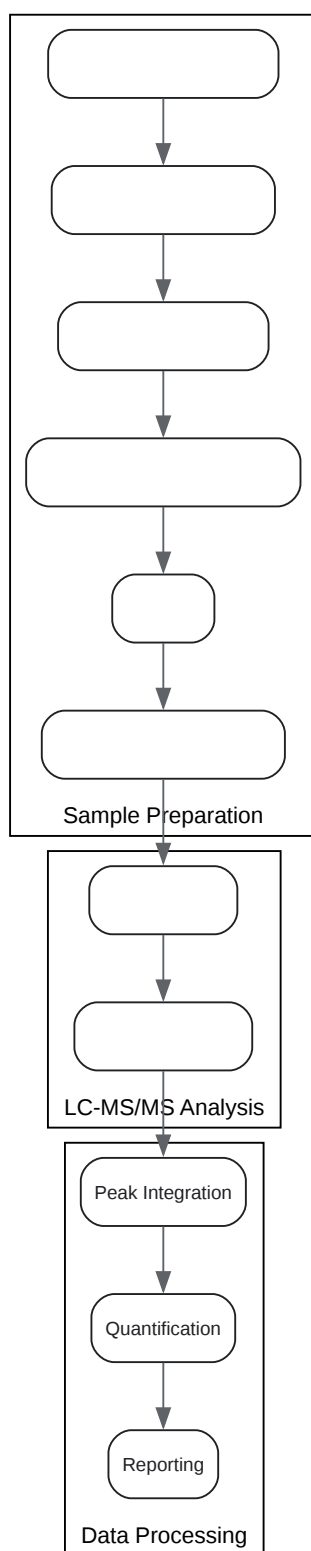 Sample Preparation
LC-MS/MS Analysis
Peak Integration
Quantification
Reporting
Data Processing